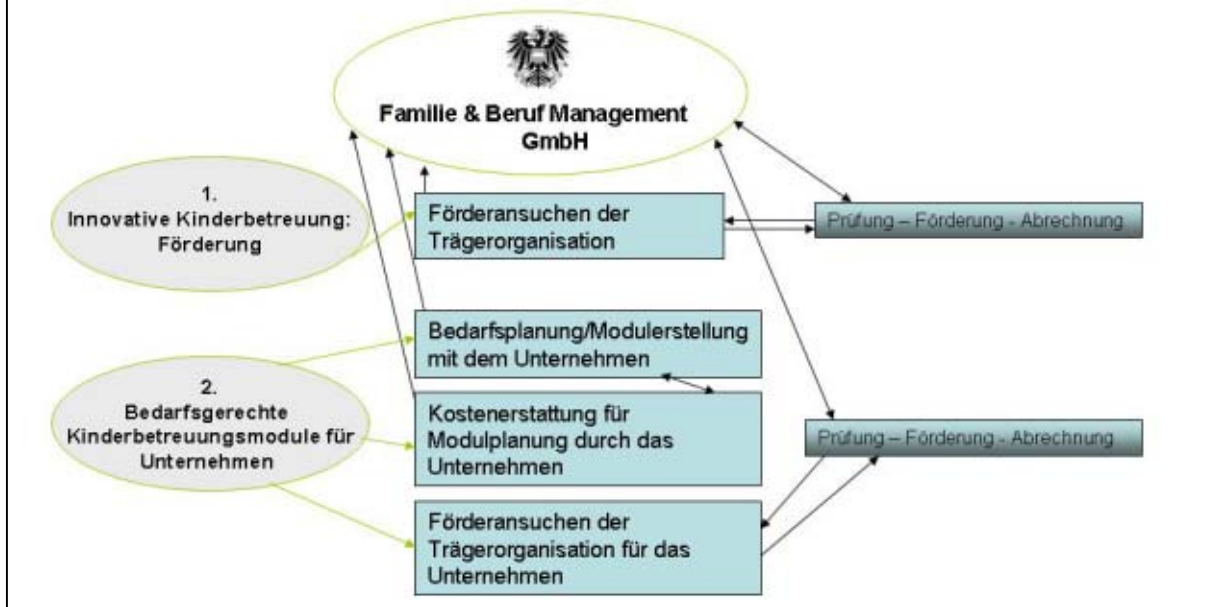 Familie & Beruf Management
GmbH
1.
Innovative Kinderbetreuung:
Förderung
Förderansuchen der
Trägerorganisation
Prüfung – Förderung - Abrechnung
Bedarfsplanung/Modulerstellung
mit dem Unternehmen
2.
Bedarfsgerechte
Kinderbetreuungsmodule für
Unternehmen
Kostenerstattung für
Modulplanung durch das
Unternehmen
Prüfung – Förderung - Abrechnung
Förderansuchen der
Trägerorganisation für das
Unternehmen